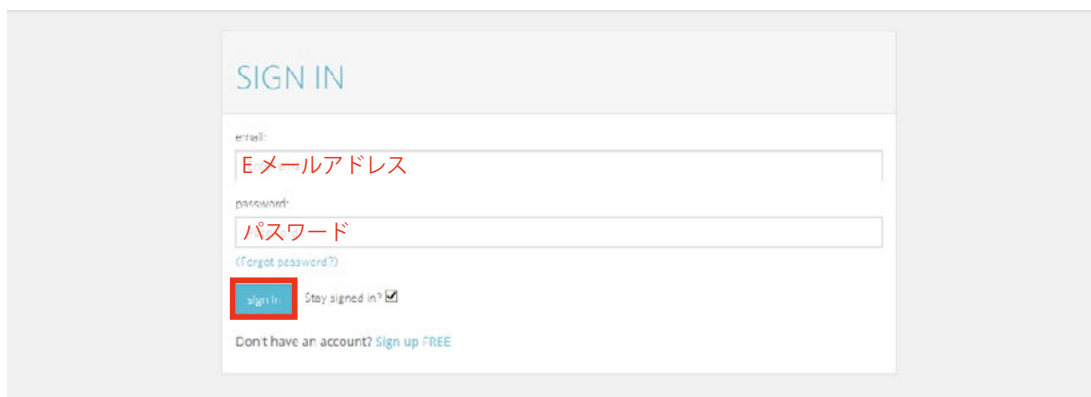 SIGN IN
email:
Eメールアドレス
password:
パスワード
(Forgot password?)
sign in Stay signed in?
Don't have an account? Sign up FREE